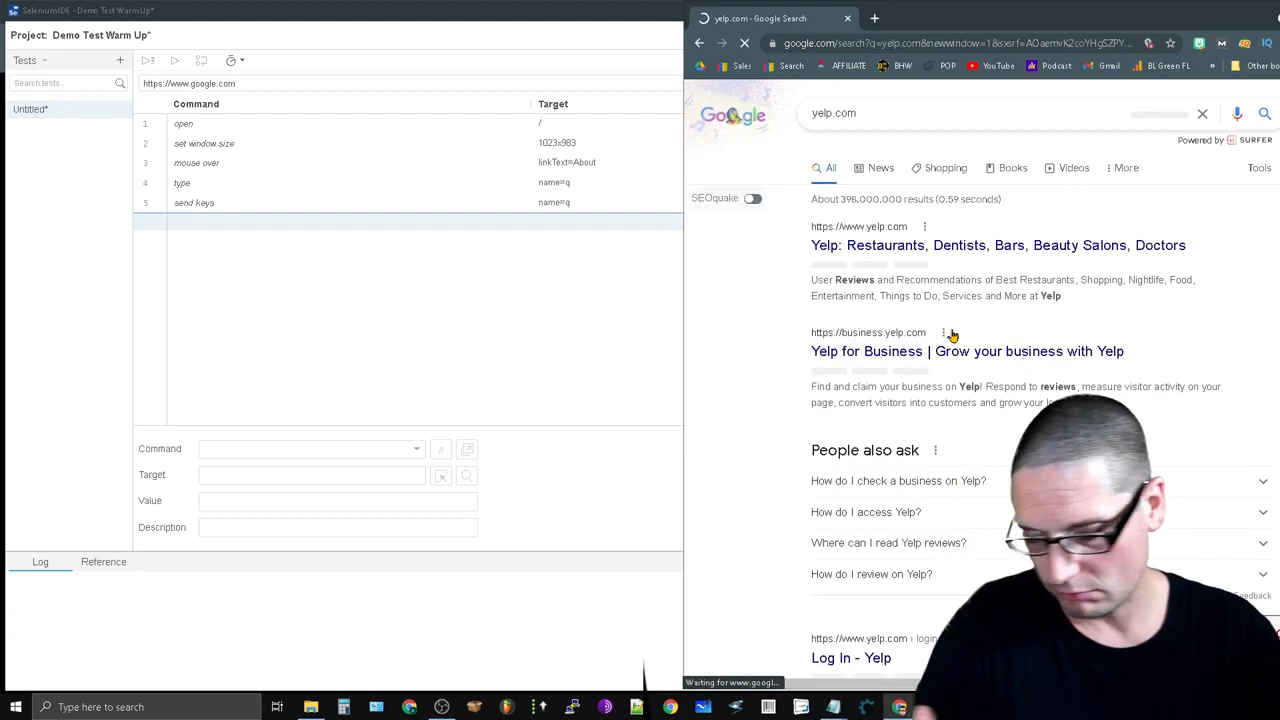 Se SeleniumIDE - Demo Test WarmUp*
Project: Demo Test Warm Up*
Tests
Search tests...
Untitled*
https://www.google.com
Command Target
1 open /
2 set window size 1023x983
3 mouse over linkText=About
4 type name=q
5 send keys name=q
Command //
Target
Value
Description
Log Reference
yelp.com - Google Search
google.com/search?q=yelp.com&newwindow=1&sxsrf=AOaemvK2coYHgSZPY...
Sales Search AFFILIATE BHW POP YouTube Podcast Gmail BL Green FL » Other bo
Google
yelp.com
Powered by SURFER
All News Shopping Books Videos More Tools
SEOquake
About 398,000,000 results (0.59 seconds)
https://www.yelp.com
Yelp: Restaurants, Dentists, Bars, Beauty Salons, Doctors
User Reviews and Recommendations of Best Restaurants, Shopping, Nightlife, Food,
Entertainment, Things to Do, Services and More at Yelp.
https://business.yelp.com
Yelp for Business | Grow your business with Yelp
Find and claim your business on Yelp! Respond to reviews, measure visitor activity on your
page, convert visitors into customers and grow your
People also ask
How do I check a business on Yelp?
How do I access Yelp?
Where can I read Yelp reviews?
How do I review on Yelp?
Feedback
https://www.yelp.com › login
Log In - Yelp
Waiting for www.googl...
Type here to search